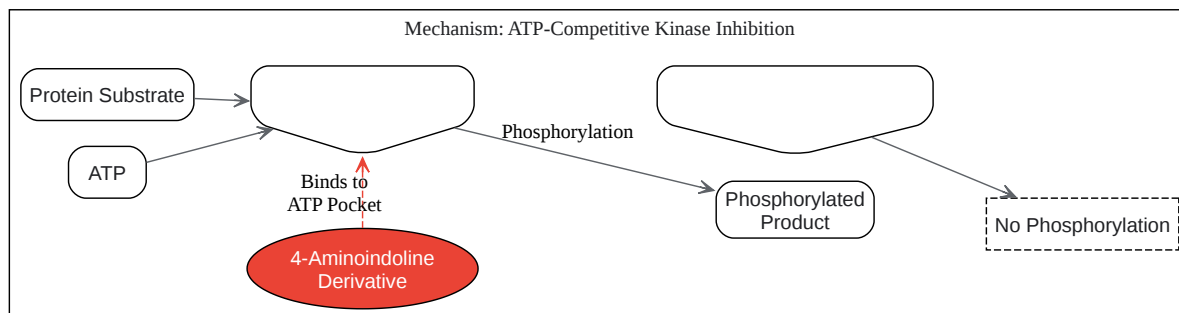 Mechanism: ATP-Competitive Kinase Inhibition
Protein Substrate
ATP
Phosphorylation
Binds to
ATP Pocket
Phosphorylated
Product
No Phosphorylation
4-Aminoindoline
Derivative